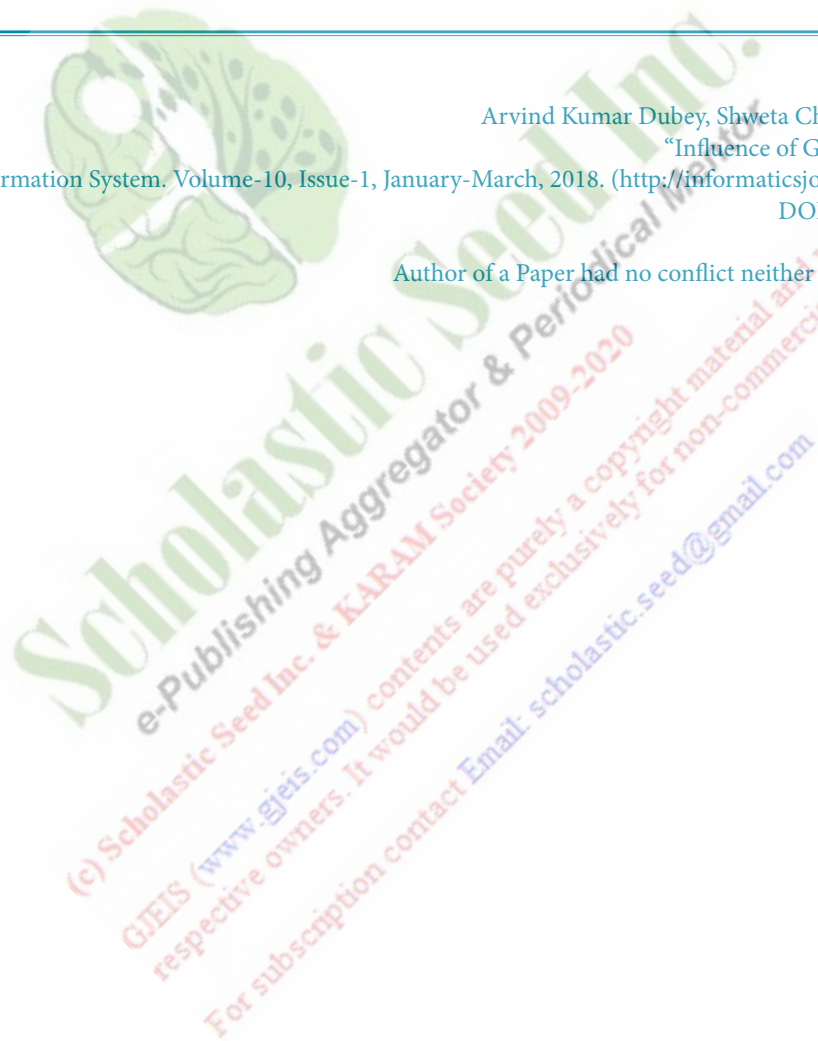 Arvind Kumar Dubey, Shweta Ch
“Influence of G
rmation System. Volume-10, Issue-1, January-March, 2018. (http://informaticsjo
DOI
Author of a Paper had no conflict neither
Scholastic Seed Inc.
e-Publishing Aggregator & Periodical Mentor
(c) Scholastic Seed Inc. & KARAM Society 2009-2020
GJEIS (www.gjeis.com) contents are purely a copyright material and
respective owners. It would be used exclusively for non-commerci
For subscription contact Email: scholastic.seed@gmail.com